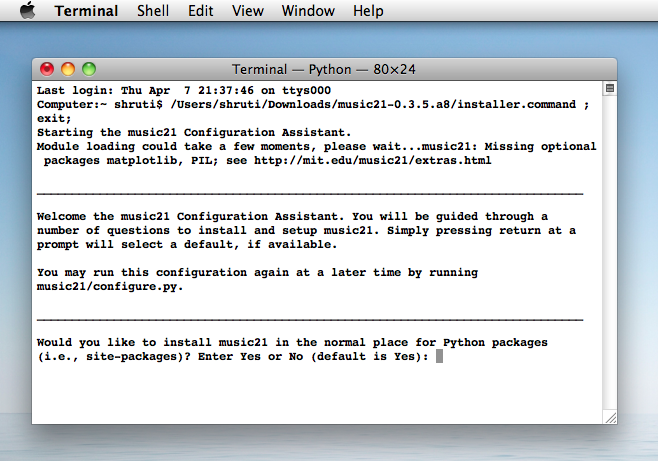 Terminal Shell Edit View Window Help
Terminal — Python — 80×24
Last login: Thu Apr  7 21:37:46 on ttys000
Computer:~ shruti$ /Users/shruti/Downloads/music21-0.3.5.a8/installer.command ;
exit;
Starting the music21 Configuration Assistant.
Module loading could take a few moments, please wait...music21: Missing optional
 packages matplotlib, PIL; see http://mit.edu/music21/extras.html
_______________________________________________________________________________
Welcome the music21 Configuration Assistant. You will be guided through a
number of questions to install and setup music21. Simply pressing return at a
prompt will select a default, if available.
You may run this configuration again at a later time by running
music21/configure.py.
_______________________________________________________________________________
Would you like to install music21 in the normal place for Python packages
(i.e., site-packages)? Enter Yes or No (default is Yes):